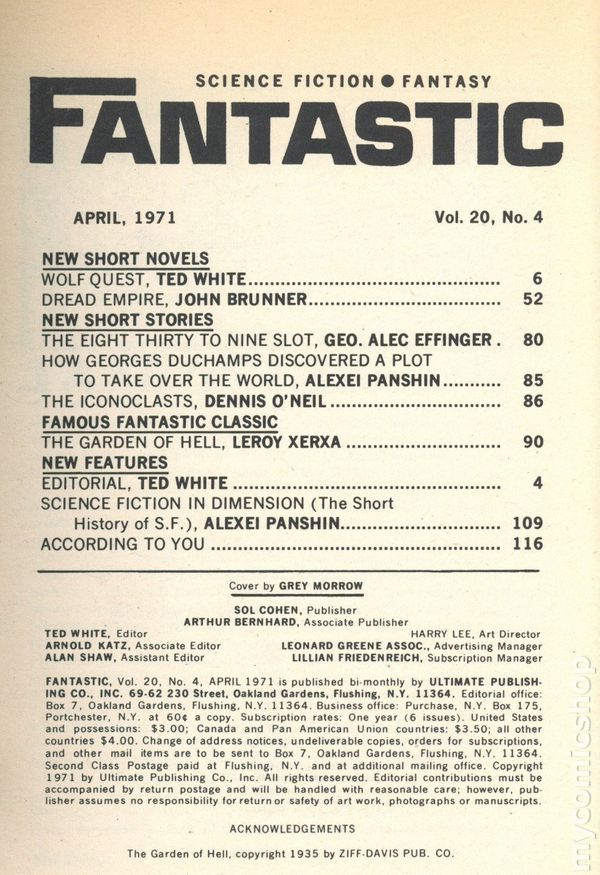 SCIENCE FICTION ● FANTASY
FANTASTIC
APRIL, 1971 Vol. 20, No. 4
NEW SHORT NOVELS
WOLF QUEST, TED WHITE................................................ 6
DREAD EMPIRE, JOHN BRUNNER.................................... 52
NEW SHORT STORIES
THE EIGHT THIRTY TO NINE SLOT, GEO. ALEC EFFINGER . 80
HOW GEORGES DUCHAMPS DISCOVERED A PLOT
TO TAKE OVER THE WORLD, ALEXEI PANSHIN........... 85
THE ICONOCLASTS, DENNIS O'NEIL ................................ 86
FAMOUS FANTASTIC CLASSIC
THE GARDEN OF HELL, LEROY XERXA ............................. 90
NEW FEATURES
EDITORIAL, TED WHITE .................................................. 4
SCIENCE FICTION IN DIMENSION (The Short
History of S.F.), ALEXEI PANSHIN.............................. 109
ACCORDING TO YOU ...................................................... 116
Cover by GREY MORROW
SOL COHEN, Publisher
ARTHUR BERNHARD, Associate Publisher
TED WHITE, Editor HARRY LEE, Art Director
ARNOLD KATZ, Associate Editor LEONARD GREENE ASSOC., Advertising Manager
ALAN SHAW, Assistant Editor LILLIAN FRIEDENREICH, Subscription Manager
FANTASTIC, Vol. 20, No. 4, APRIL 1971 is published bi-monthly by ULTIMATE PUBLISH-
ING CO., INC. 69-62 230 Street, Oakland Gardens, Flushing, N.Y. 11364. Editorial office:
Box 7, Oakland Gardens, Flushing, N.Y. 11364. Business office: Purchase, N.Y. Box 175,
Portchester, N.Y. at 60¢ a copy. Subscription rates: One year (6 issues). United States
and possessions: $3.00; Canada and Pan American Union countries: $3.50; all other
countries $4.00. Change of address notices, undeliverable copies, orders for subscriptions,
and other mail items are to be sent to Box 7, Oakland Gardens, Flushing, N.Y. 11364.
Second Class Postage paid at Flushing, N.Y. and at additional mailing office. Copyright
1971 by Ultimate Publishing Co., Inc. All rights reserved. Editorial contributions must be
accompanied by return postage and will be handled with reasonable care; however, pub-
lisher assumes no responsibility for return or safety of art work, photographs or manuscripts.
ACKNOWLEDGEMENTS
The Garden of Hell, copyright 1935 by ZIFF-DAVIS PUB. CO.
mycomicshop